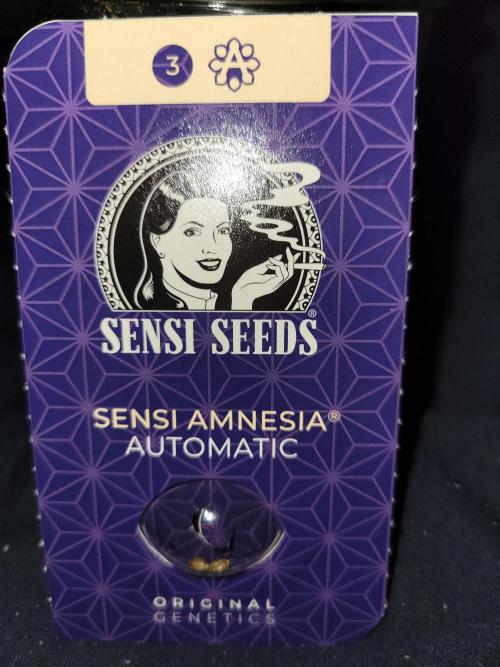 3 A
SENSI SEEDS®
SENSI AMNESIA®
AUTOMATIC
ORIGINAL
GENETICS